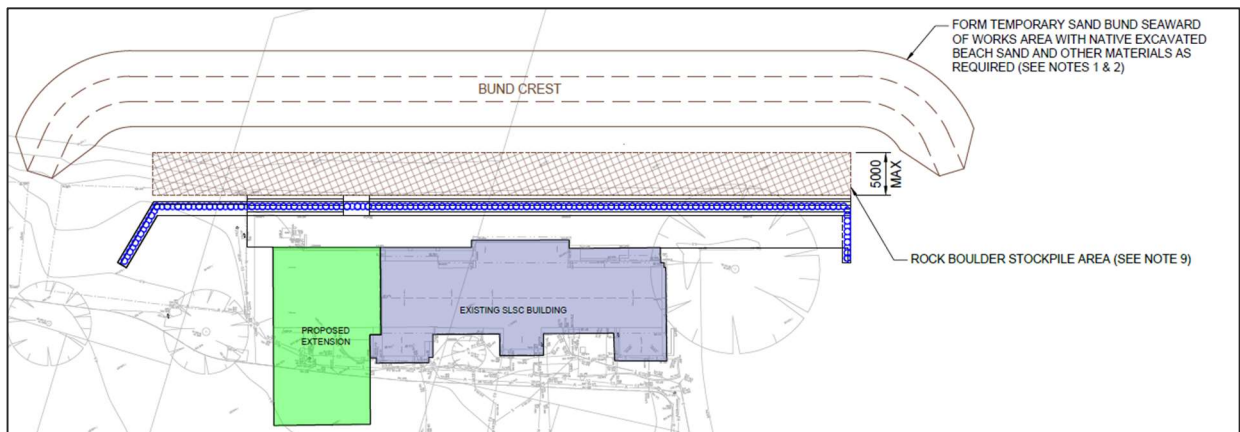 FORM TEMPORARY SAND BUND SEAWARD
OF WORKS AREA WITH NATIVE EXCAVATED
BEACH SAND AND OTHER MATERIALS AS
REQUIRED (SEE NOTES 1 & 2)
BUND CREST
5000
MAX
ROCK BOULDER STOCKPILE AREA (SEE NOTE 9)
EXISTING SLSC BUILDING
PROPOSED
EXTENSION